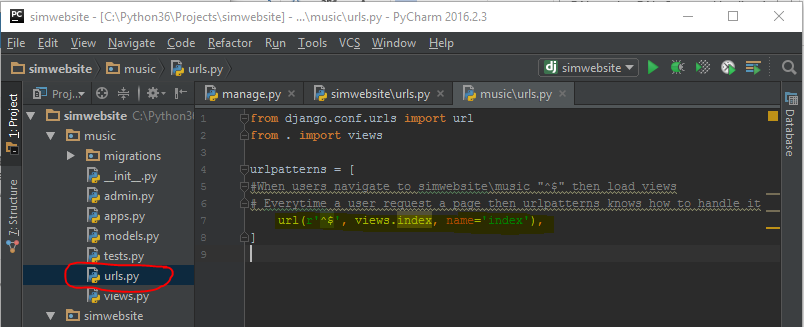 simwebsite - [C:\Python36\Projects\simwebsite] - ...\music\urls.py - PyCharm 2016.2.3
File Edit View Navigate Code Refactor Run Tools VCS Window Help
simwebsite music urls.py dj simwebsite
1: Project Proj... manage.py simwebsite\urls.py music\urls.py Database
simwebsite C:\Python36
music
migrations
__init__.py
admin.py
apps.py
models.py
tests.py
urls.py
views.py
simwebsite
7: Structure
1 from django.conf.urls import url
2 from . import views
3
4 urlpatterns = [
5 #When users navigate to simwebsite\music "^$" then load views
6 # Everytime a user request a page then urlpatterns knows how to handle it
7 url(r'^$', views.index, name='index'),
8 ]
9